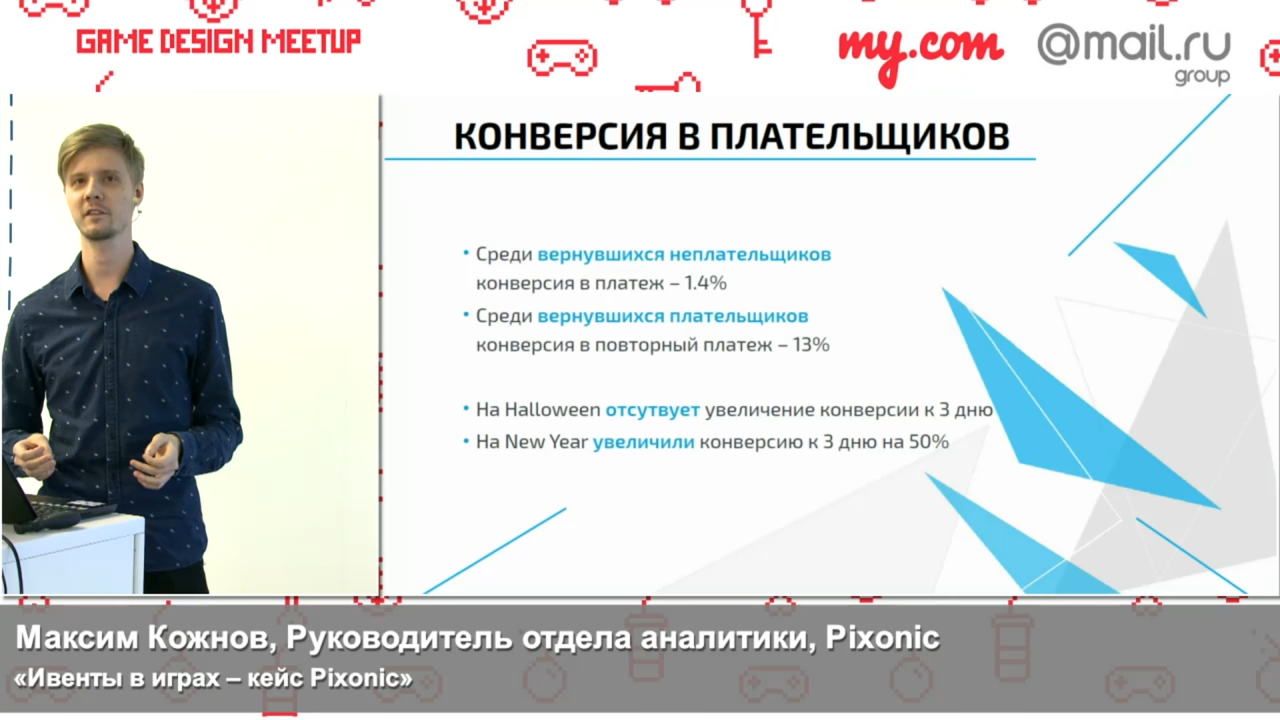 GAME DESIGN MEETUP
my.com
@mail.ru
group
КОНВЕРСИЯ В ПЛАТЕЛЬЩИКОВ
• Среди вернувшихся неплательщиков
конверсия в платеж – 1.4%
• Среди вернувшихся плательщиков
конверсия в повторный платеж – 13%
• На Halloween отсутвует увеличение конверсии к 3 дню
• На New Year увеличили конверсию к 3 дню на 50%
Максим Кожнов, Руководитель отдела аналитики, Pixonic
«Ивенты в играх – кейс Pixonic»